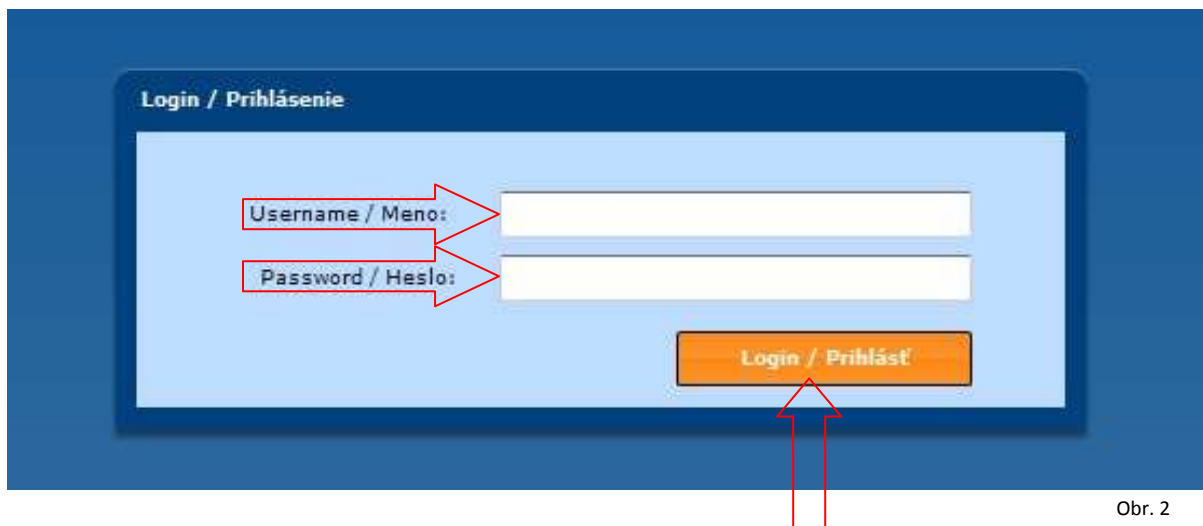 Login / Prihlásenie
Username / Meno:
Password / Heslo:
Login / Prihlásť
Obr. 2